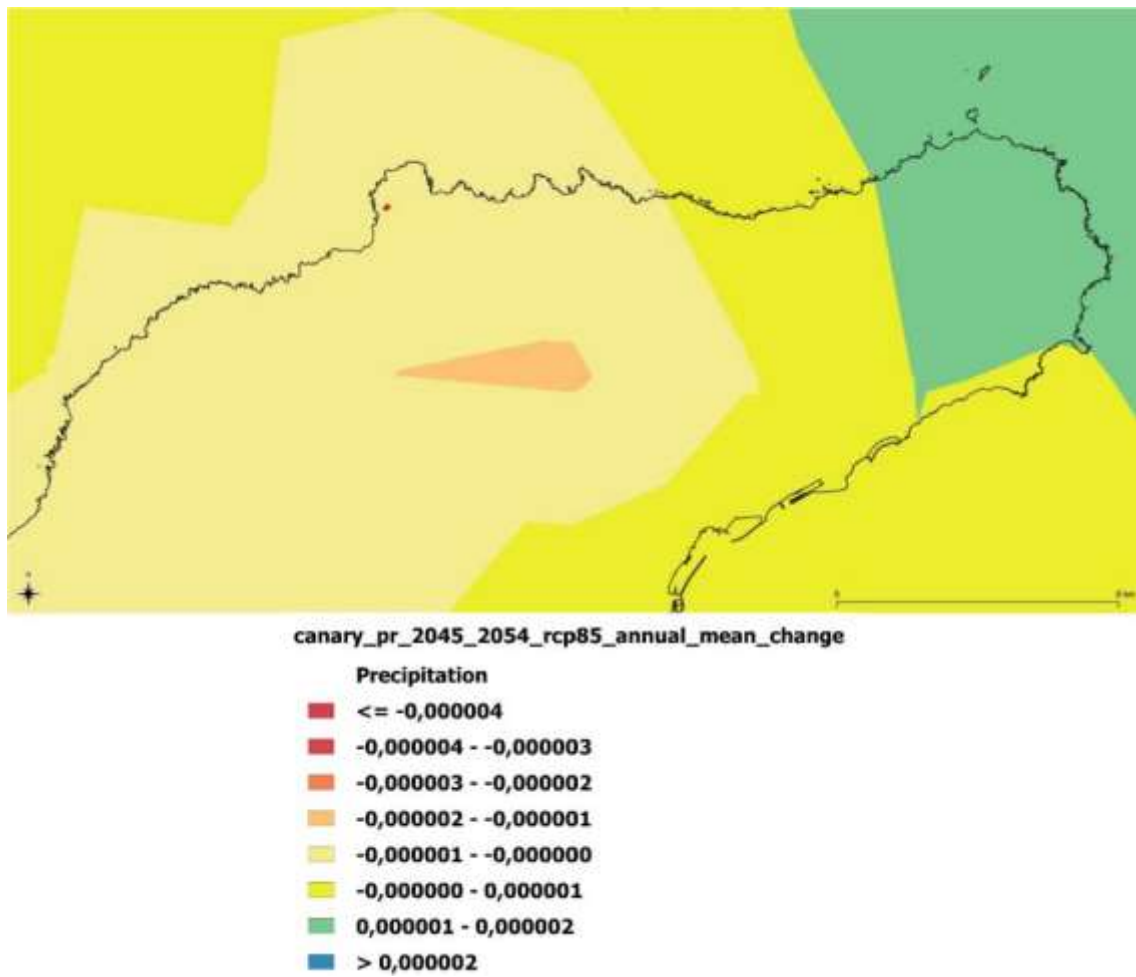 0
canary_pr_2045_2054_rcp85_annual_mean_change
Precipitation
<= -0,000004
-0,000004 - -0,000003
-0,000003 - -0,000002
-0,000002 - -0,000001
-0,000001 - -0,000000
-0,000000 - 0,000001
0,000001 - 0,000002
> 0,000002